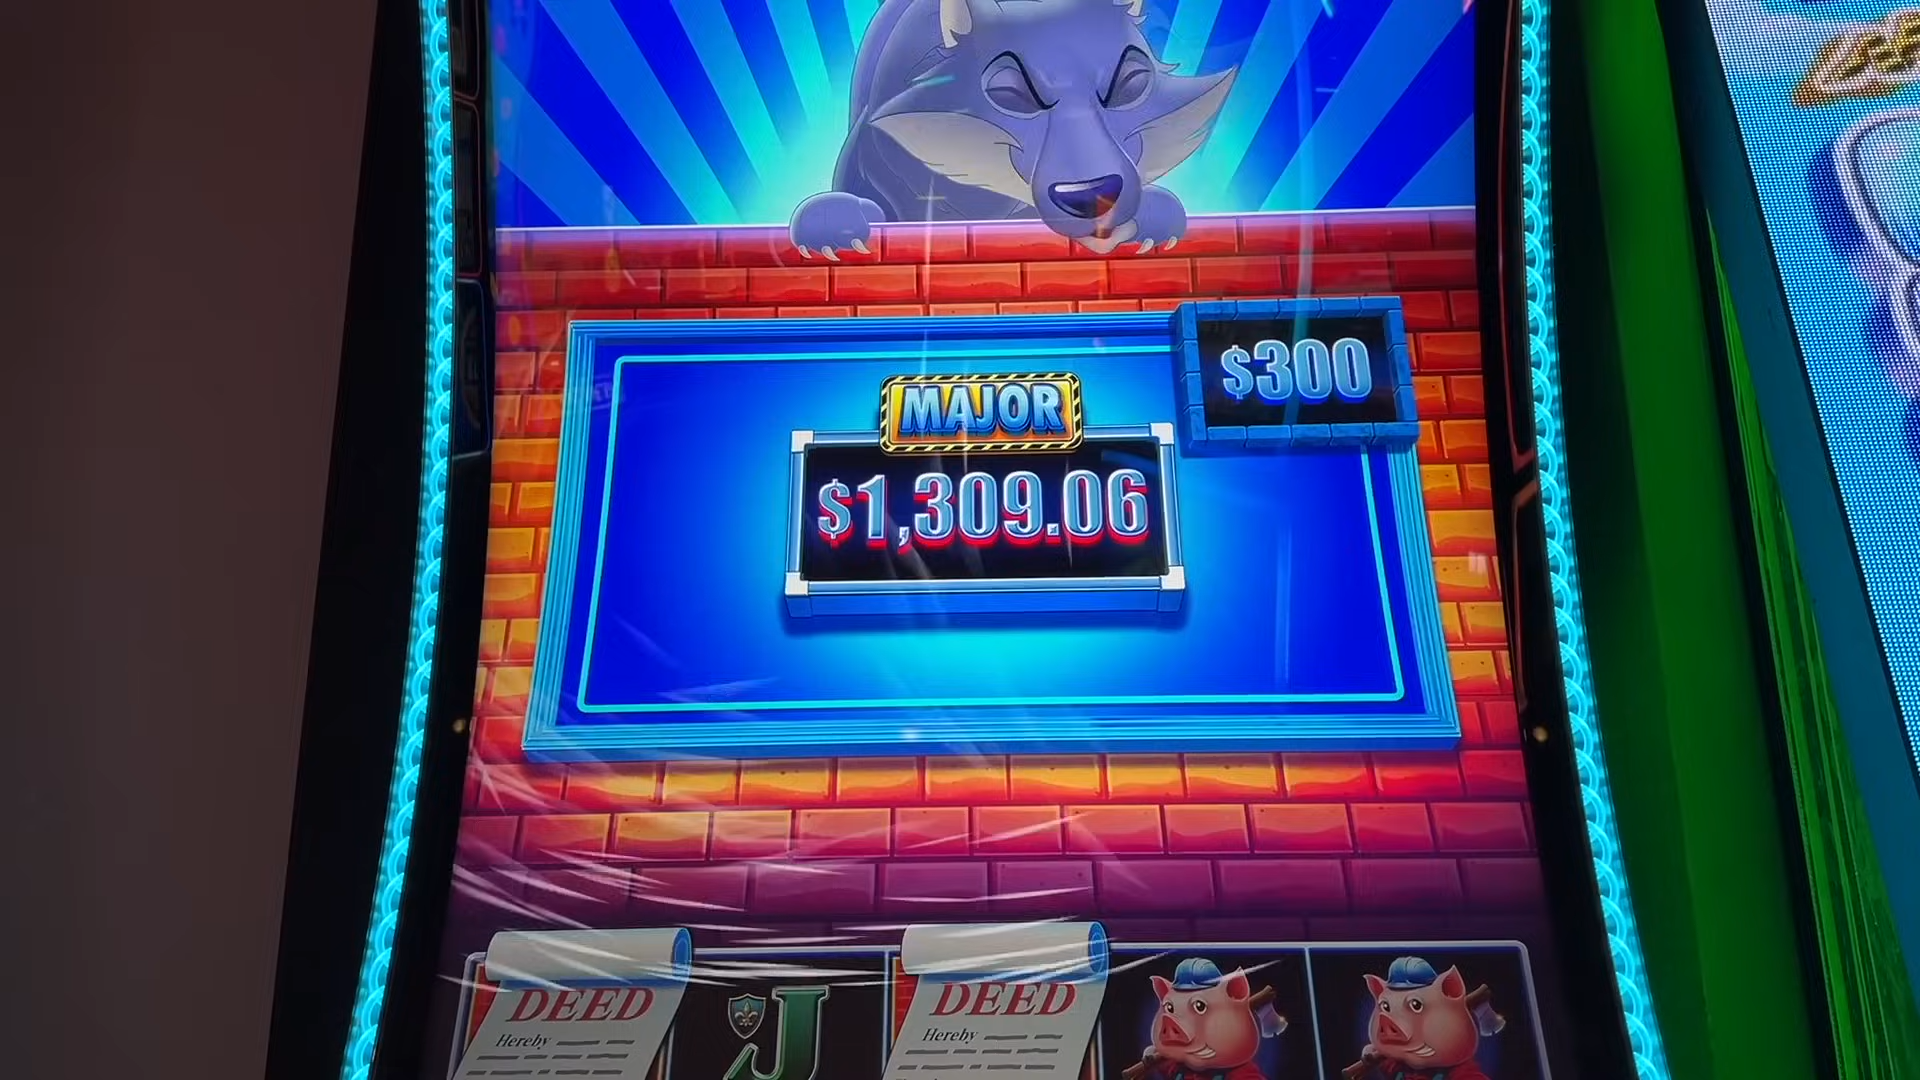 $300
MAJOR
$1,309.06
DEED
Hereby
J
DEED
Hereby